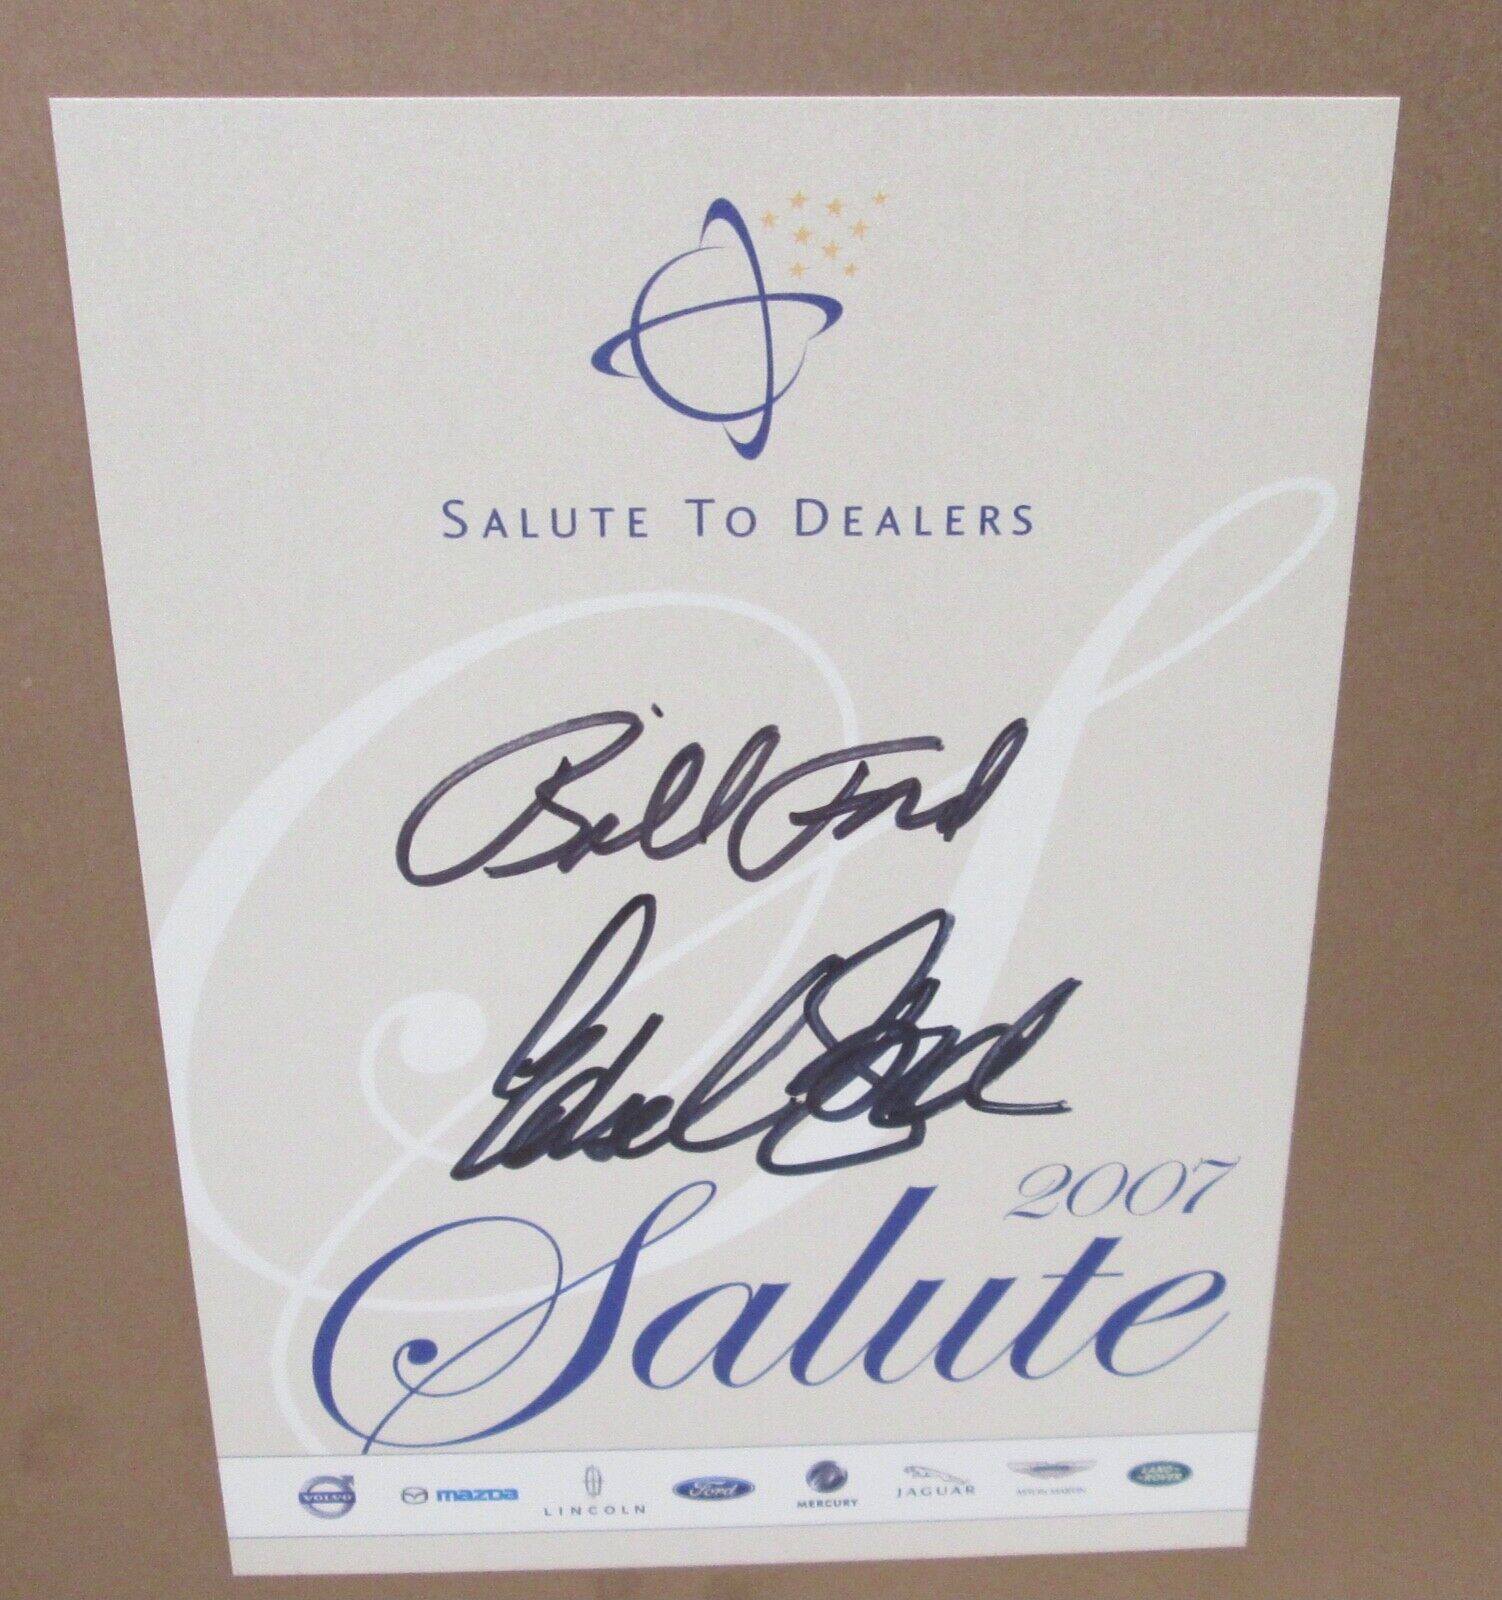 SALUTE TO DEALERS
Bill Ford
Edsel Ford
2007
Salute
VOLVO mazda LINCOLN Ford MERCURY JAGUAR ASTON MARTIN LAND ROVER